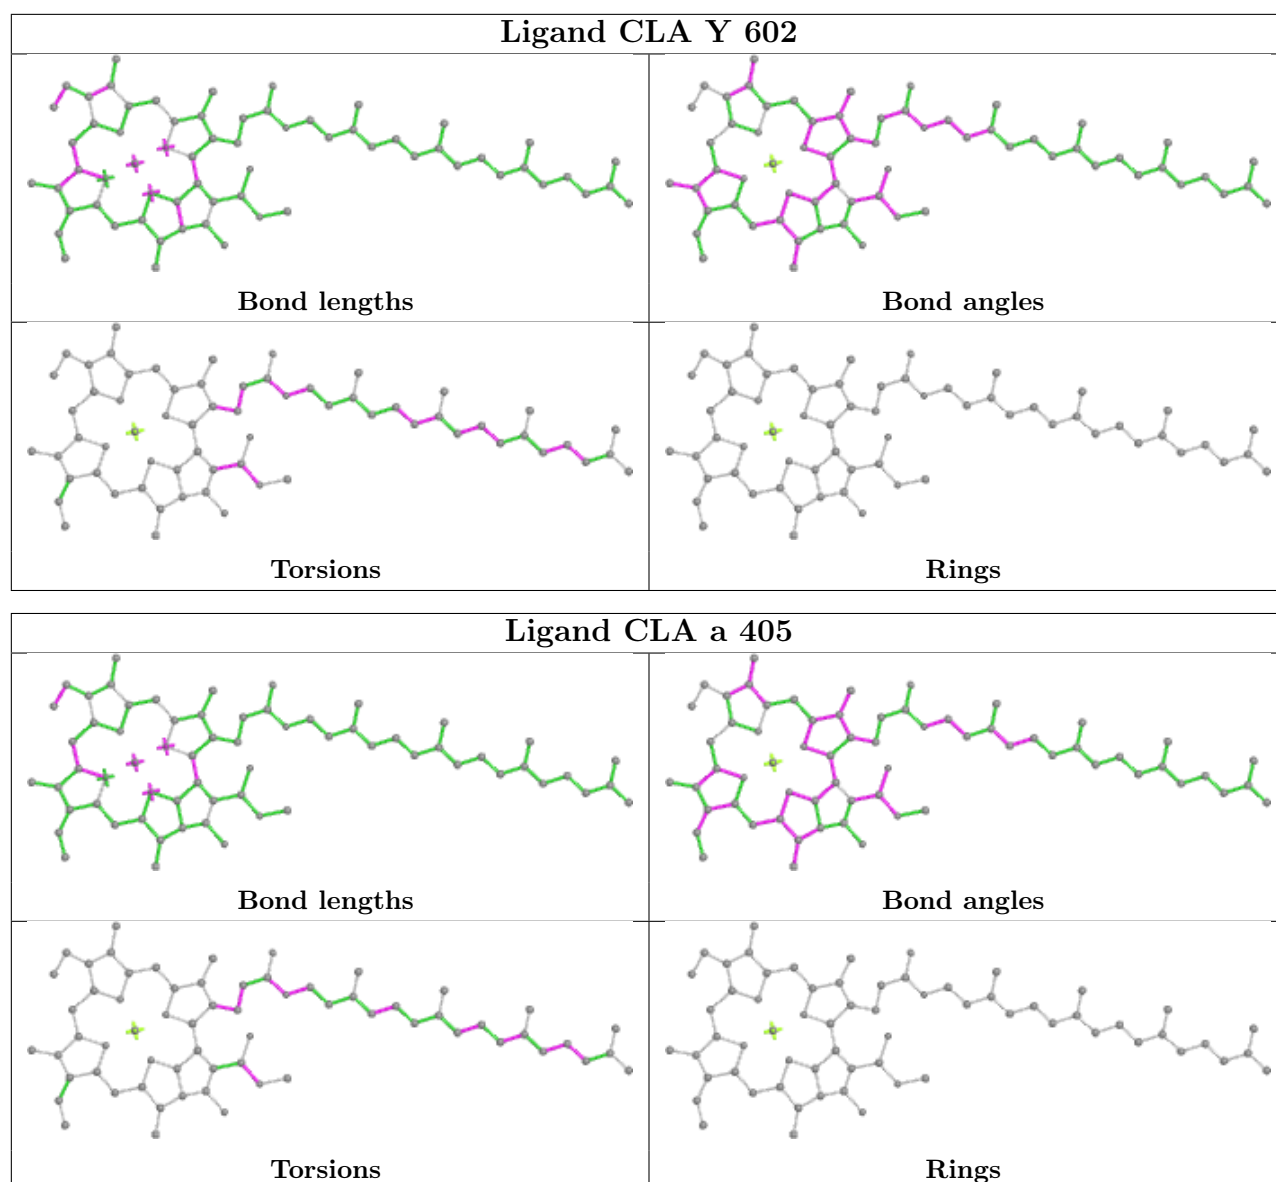 Ligand CLA Y 602
Bond lengths
Bond angles
Torsions
Rings
Ligand CLA a 405
Bond lengths
Bond angles
Torsions
Rings